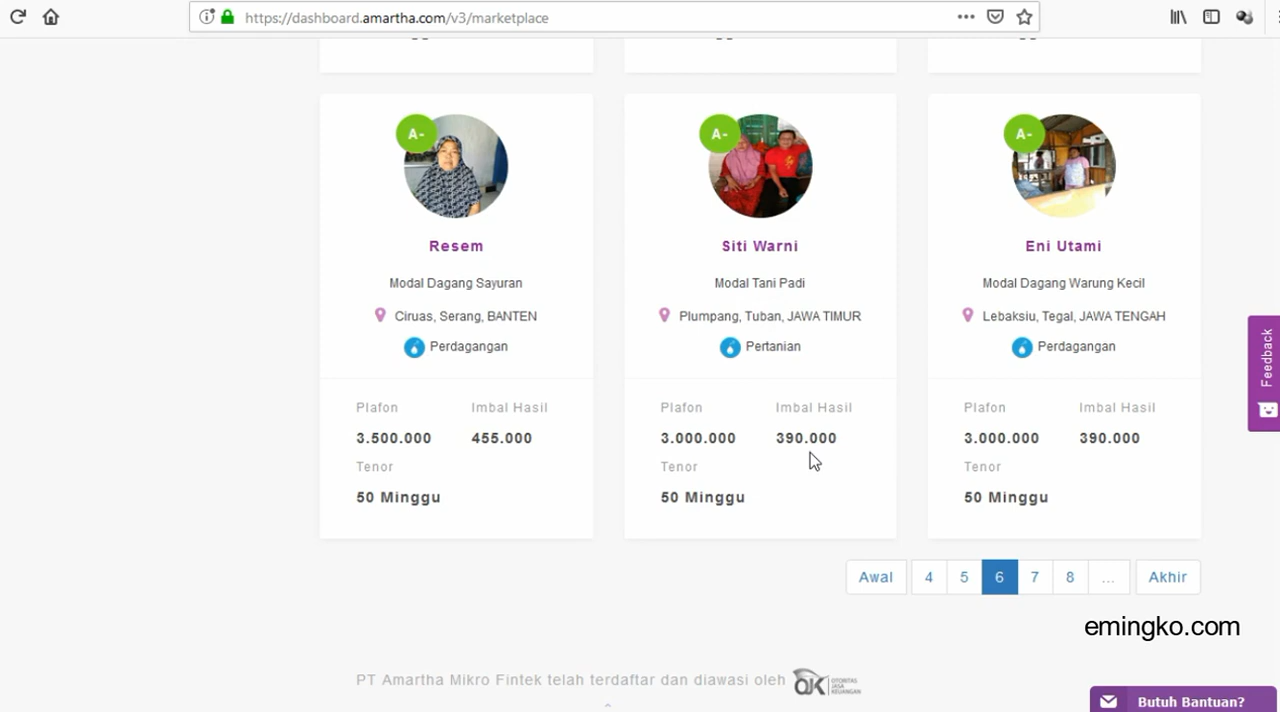 https://dashboard.amartha.com/v3/marketplace
A-
A-
A-
Resem
Siti Warni
Eni Utami
Modal Dagang Sayuran
Modal Tani Padi
Modal Dagang Warung Kecil
Ciruas, Serang, BANTEN
Plumpang, Tuban, JAWA TIMUR
Lebaksiu, Tegal, JAWA TENGAH
Perdagangan
Pertanian
Perdagangan
Feedback
Plafon Imbal Hasil
Plafon Imbal Hasil
Plafon Imbal Hasil
3.500.000 455.000
3.000.000 390.000
3.000.000 390.000
Tenor
Tenor
Tenor
50 Minggu
50 Minggu
50 Minggu
Awal 4 5 6 7 8 ... Akhir
emingko.com
PT Amartha Mikro Fintek telah terdaftar dan diawasi oleh OJK OTORITAS JASA KEUANGAN
Butuh Bantuan?